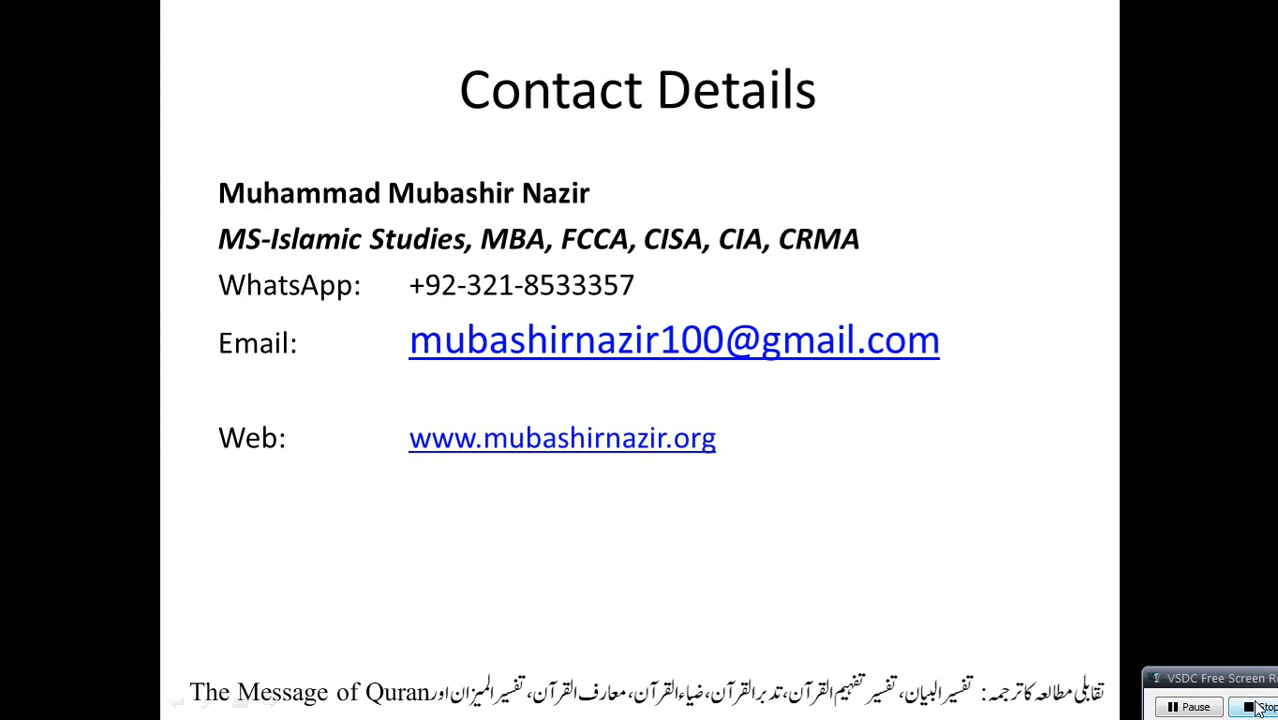 Contact Details
Muhammad Mubashir Nazir
MS-Islamic Studies, MBA, FCCA, CISA, CIA, CRMA
WhatsApp: +92-321-8533357
Email: mubashirnazir100@gmail.com
Web: www.mubashirnazir.org
تقابلی مطالعہ کا ترجمہ: تفسیر البیان، تفسیر تفہیم القرآن، تدبر القرآن، ضیاء القرآن، معارف القرآن، تفسیر المیزان اور The Message of Quran
VSDC Free Screen Re
Pause Stop